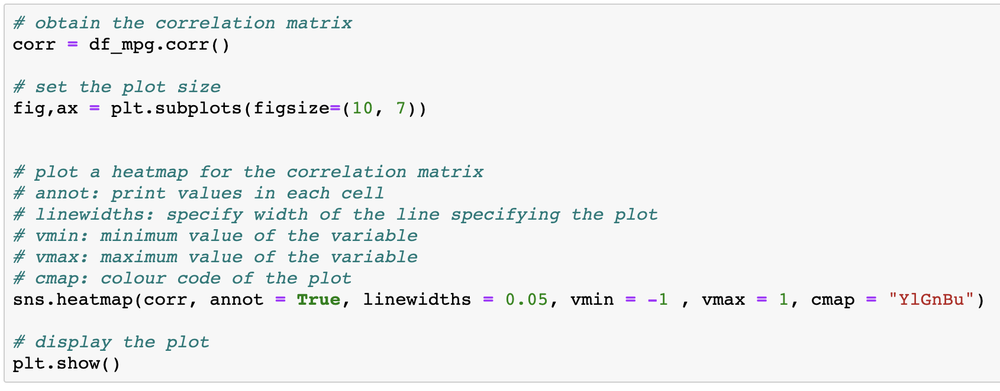 # obtain the correlation matrix
corr = df_mpg.corr()
# set the plot size
fig,ax = plt.subplots(figsize=(10, 7))
# plot a heatmap for the correlation matrix
# annot: print values in each cell
# linewidths: specify width of the line specifying the plot
# vmin: minimum value of the variable
# vmax: maximum value of the variable
# cmap: colour code of the plot
sns.heatmap(corr, annot = True, linewidths = 0.05, vmin = -1 , vmax = 1, cmap = "YlGnBu")
# display the plot
plt.show()